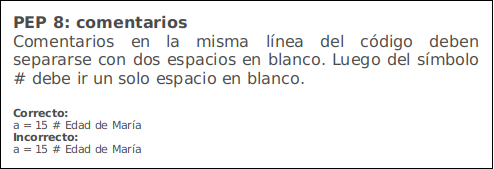 PEP 8: comentarios
Comentarios en la misma línea del código deben
separarse con dos espacios en blanco. Luego del símbolo
# debe ir un solo espacio en blanco.
Correcto:
a = 15 # Edad de María
Incorrecto:
a = 15 # Edad de María